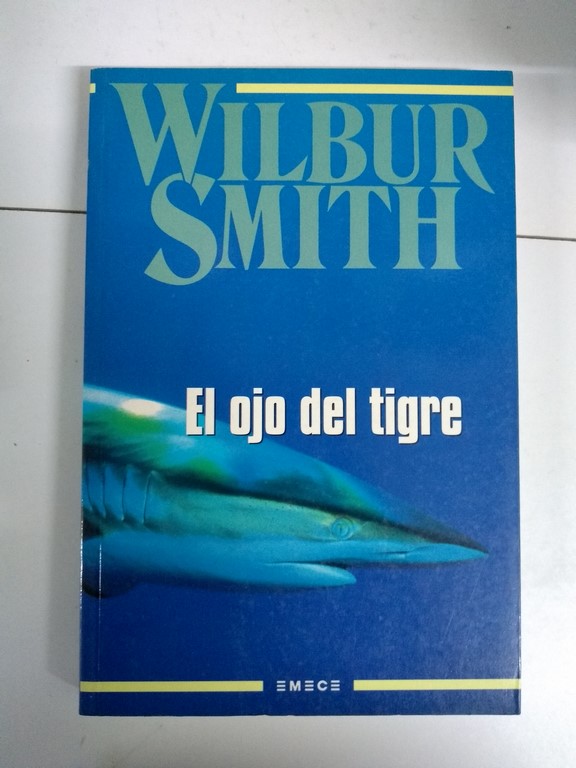 WILBUR
SMITH
El ojo del tigre
EMECE